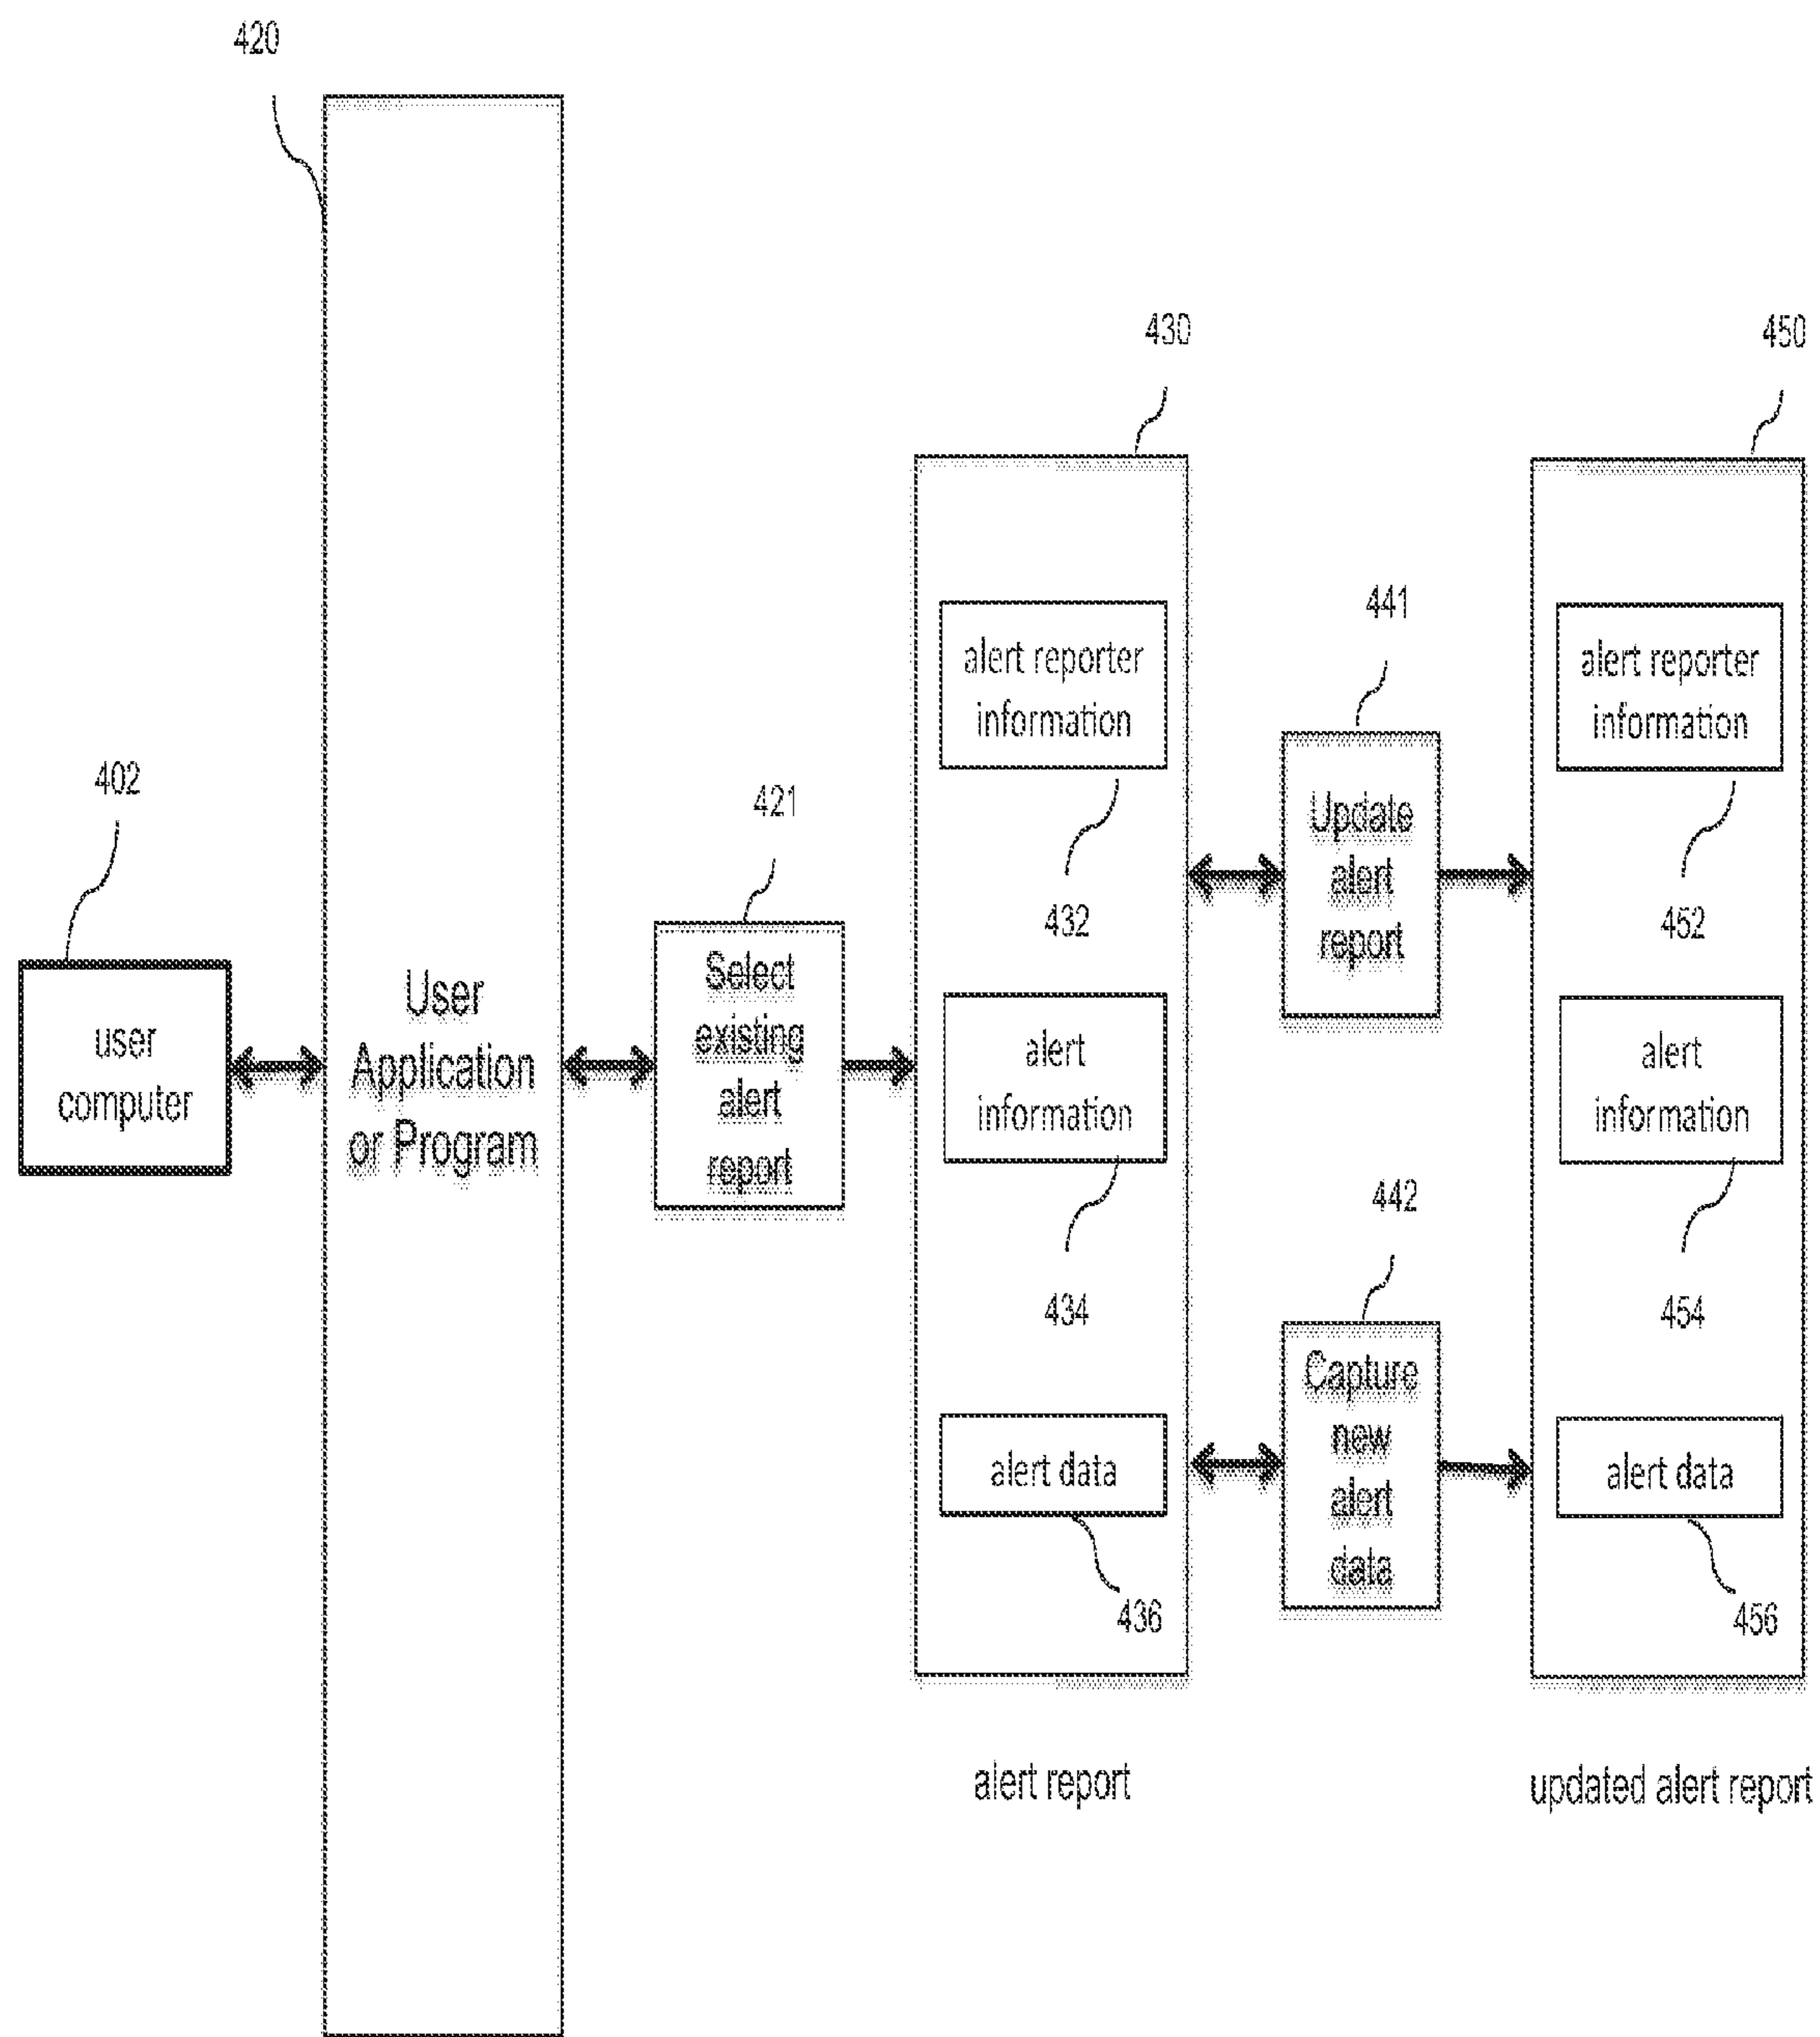 420
430
450
441
alert reporter
information
alert reporter
information
402
421
Update
alert
report
432
452
user
computer
User
Application
or Program
Select
existing
alert
report
alert
information
alert
information
442
434
454
Capture
new
alert
data
alert data
alert data
436
456
alert report
updated alert report